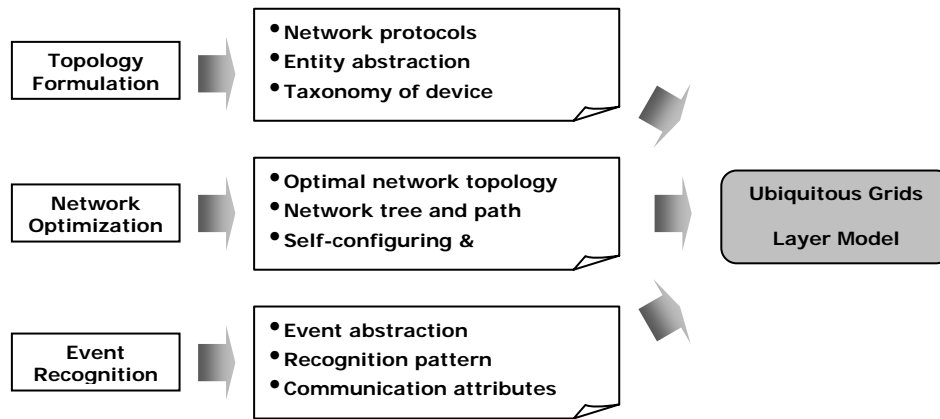 Topology
Formulation
• Network protocols
• Entity abstraction
• Taxonomy of device
Network
Optimization
• Optimal network topology
• Network tree and path
• Self-configuring &
Event
Recognition
• Event abstraction
• Recognition pattern
• Communication attributes
Ubiquitous Grids
Layer Model